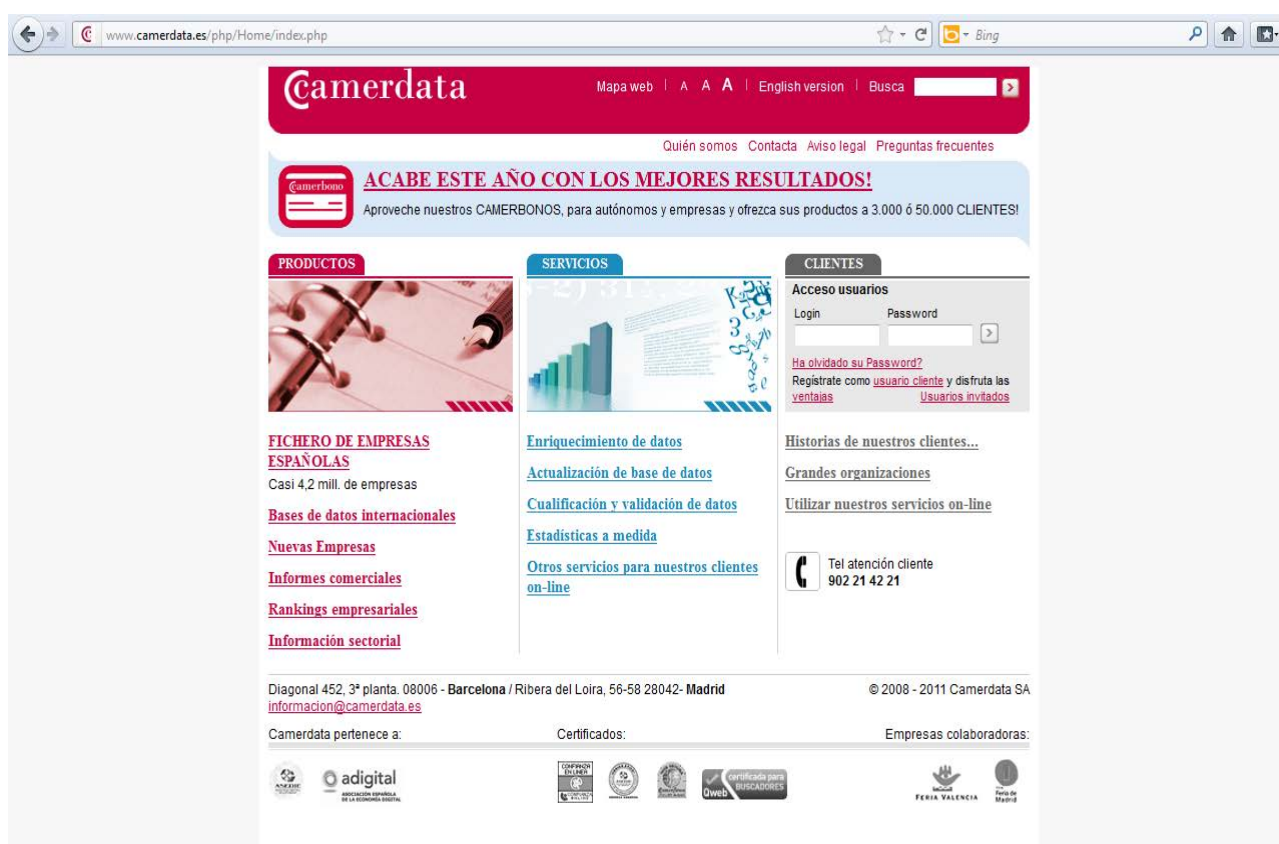 www.camerdata.es/php/Home/index.php
Bing
Camerdata
Mapa web | A A A | English version | Busca
Quién somos Contacta Aviso legal Preguntas frecuentes
Camerbono
ACABE ESTE AÑO CON LOS MEJORES RESULTADOS!
Aproveche nuestros CAMERBONOS, para autónomos y empresas y ofrezca sus productos a 3.000 ó 50.000 CLIENTES!
PRODUCTOS
FICHERO DE EMPRESAS
ESPAÑOLAS
Casi 4,2 mill. de empresas
Bases de datos internacionales
Nuevas Empresas
Informes comerciales
Rankings empresariales
Información sectorial
SERVICIOS
Enriquecimiento de datos
Actualización de base de datos
Cualificación y validación de datos
Estadísticas a medida
Otros servicios para nuestros clientes
on-line
CLIENTES
Acceso usuarios
Login Password
Ha olvidado su Password?
Regístrate como usuario cliente y disfruta las
ventajas Usuarios invitados
Historias de nuestros clientes...
Grandes organizaciones
Utilizar nuestros servicios on-line
Tel atención cliente
902 21 42 21
Diagonal 452, 3ª planta. 08006 - Barcelona / Ribera del Loira, 56-58 28042- Madrid
© 2008 - 2011 Camerdata SA
informacion@camerdata.es
Camerdata pertenece a:
Certificados:
Empresas colaboradoras:
ASEDIE
adigital
ASOCIACIÓN ESPAÑOLA
DE LA ECONOMÍA DIGITAL
CONFIANZA
EN LINEA
Qweb
certificada para
BUSCADORES
FERIA VALENCIA
Feria de
Madrid